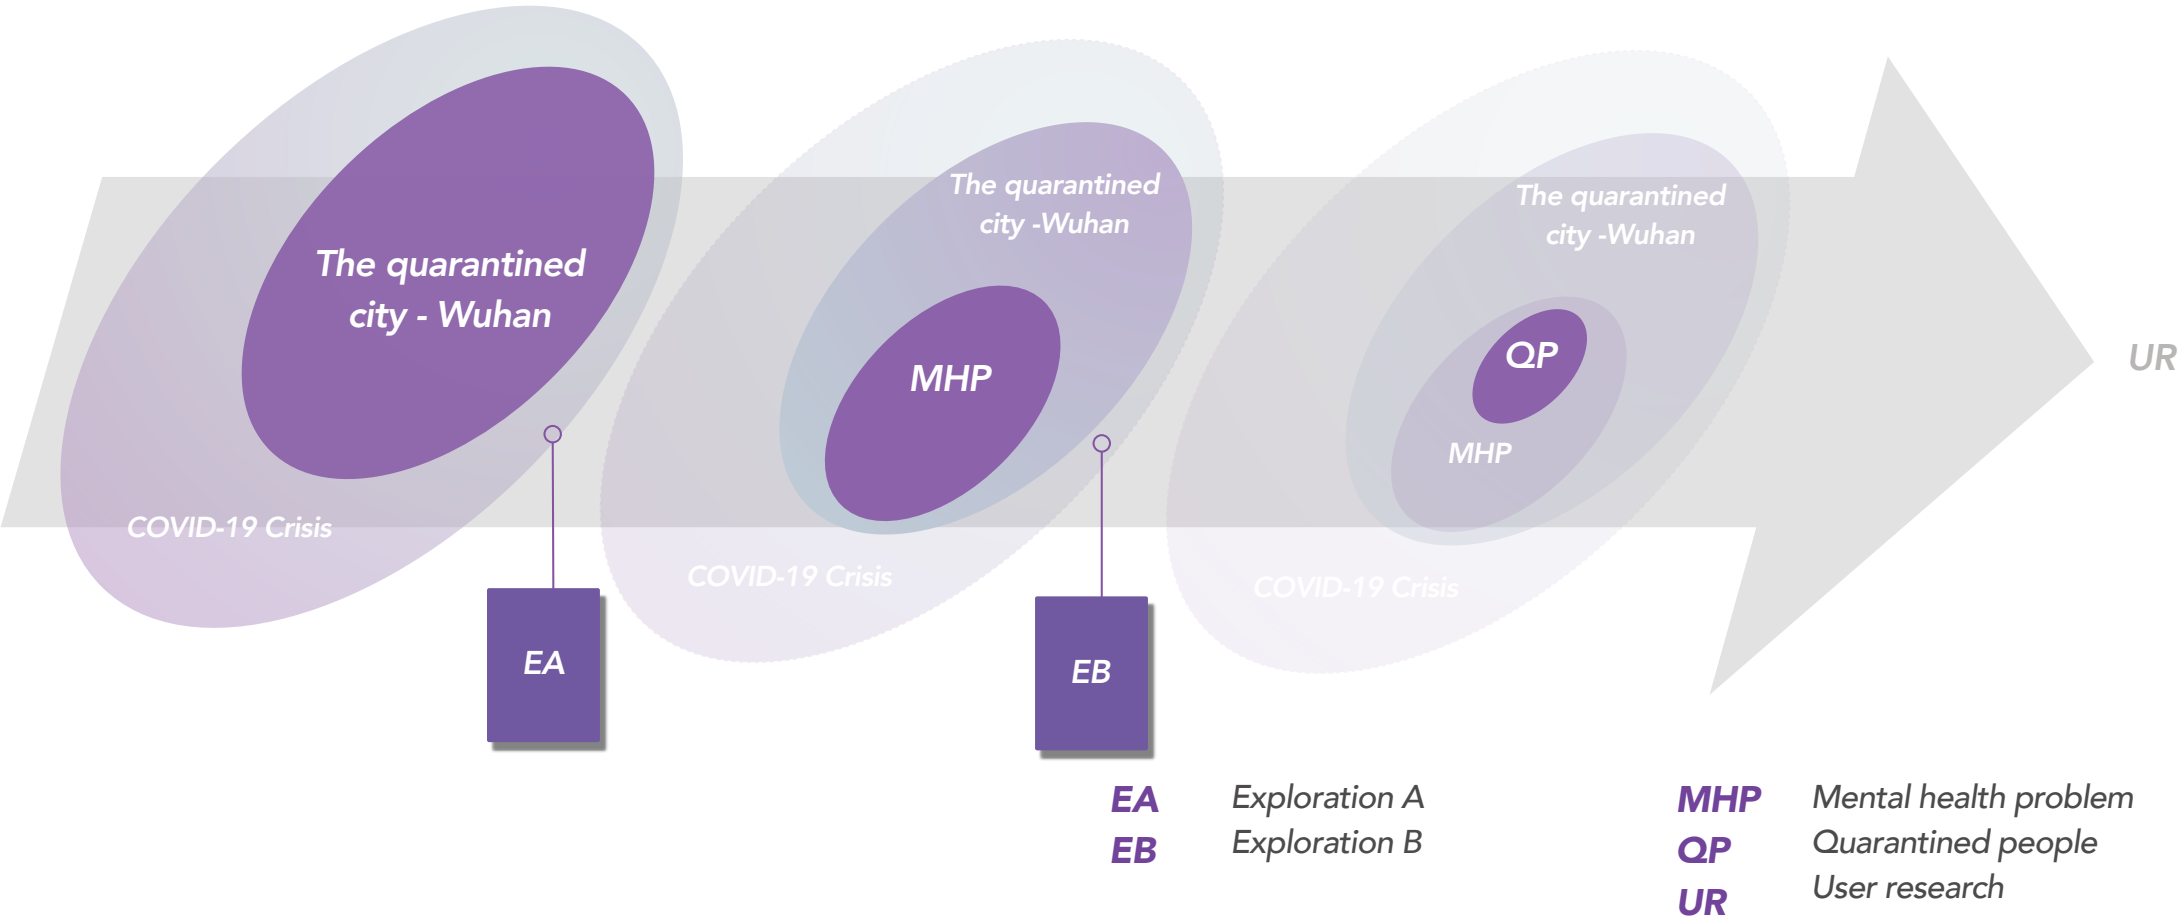 The quarantined
city - Wuhan
COVID-19 Crisis
EA
The quarantined
city -Wuhan
MHP
COVID-19 Crisis
EB
The quarantined
city -Wuhan
QP
MHP
COVID-19 Crisis
UR
EA Exploration A
EB Exploration B
MHP Mental health problem
QP Quarantined people
UR User research